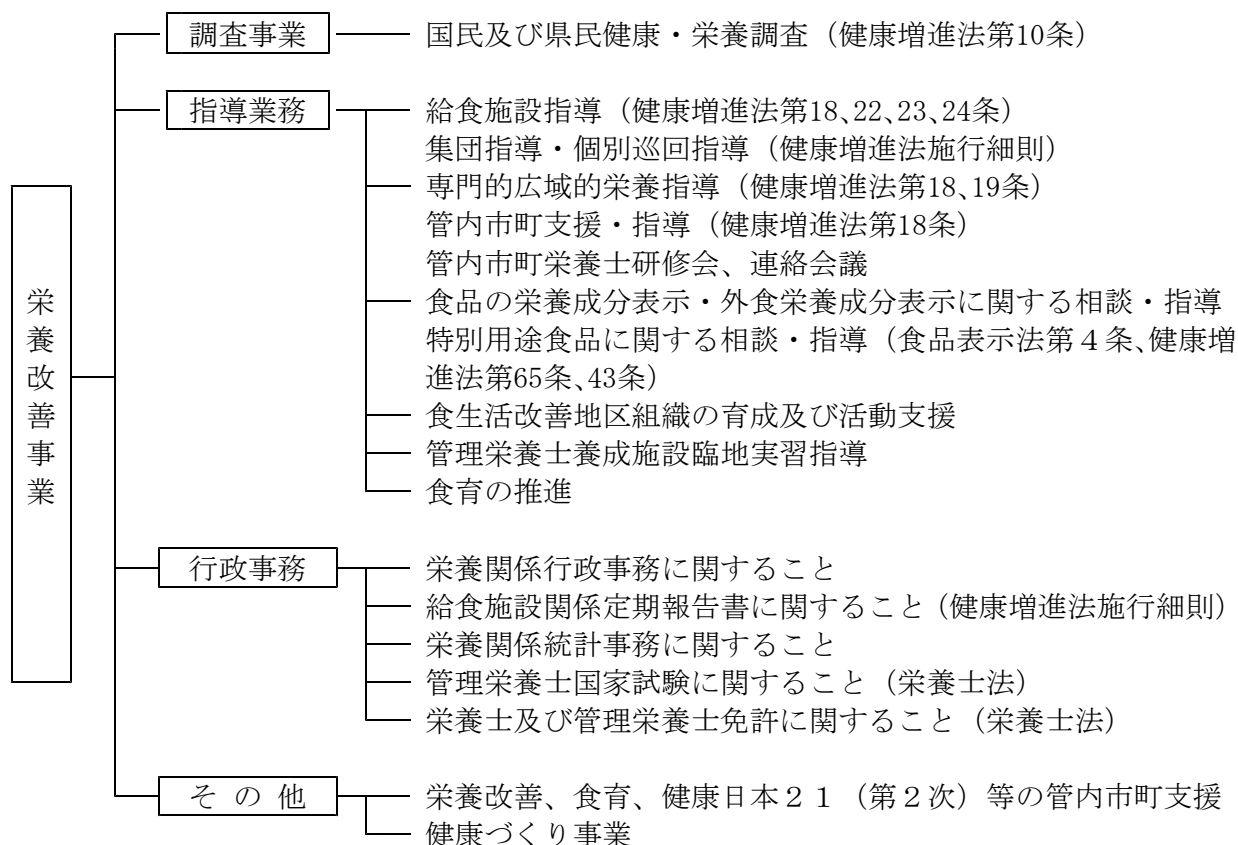 栄養改善事業
調査事業
国民及び県民健康・栄養調査（健康増進法第10条）
指導業務
給食施設指導（健康増進法第18、22、23、24条）
集団指導・個別巡回指導（健康増進法施行細則）
専門的広域的栄養指導（健康増進法第18、19条）
管内市町支援・指導（健康増進法第18条）
管内市町栄養士研修会、連絡会議
食品の栄養成分表示・外食栄養成分表示に関する相談・指導
特別用途食品に関する相談・指導（食品表示法第４条、健康増
進法第65条、43条）
食生活改善地区組織の育成及び活動支援
管理栄養士養成施設臨地実習指導
食育の推進
行政事務
栄養関係行政事務に関すること
給食施設関係定期報告書に関すること（健康増進法施行細則）
栄養関係統計事務に関すること
管理栄養士国家試験に関すること（栄養士法）
栄養士及び管理栄養士免許に関すること（栄養士法）
そ の 他
栄養改善、食育、健康日本２１（第２次）等の管内市町支援
健康づくり事業